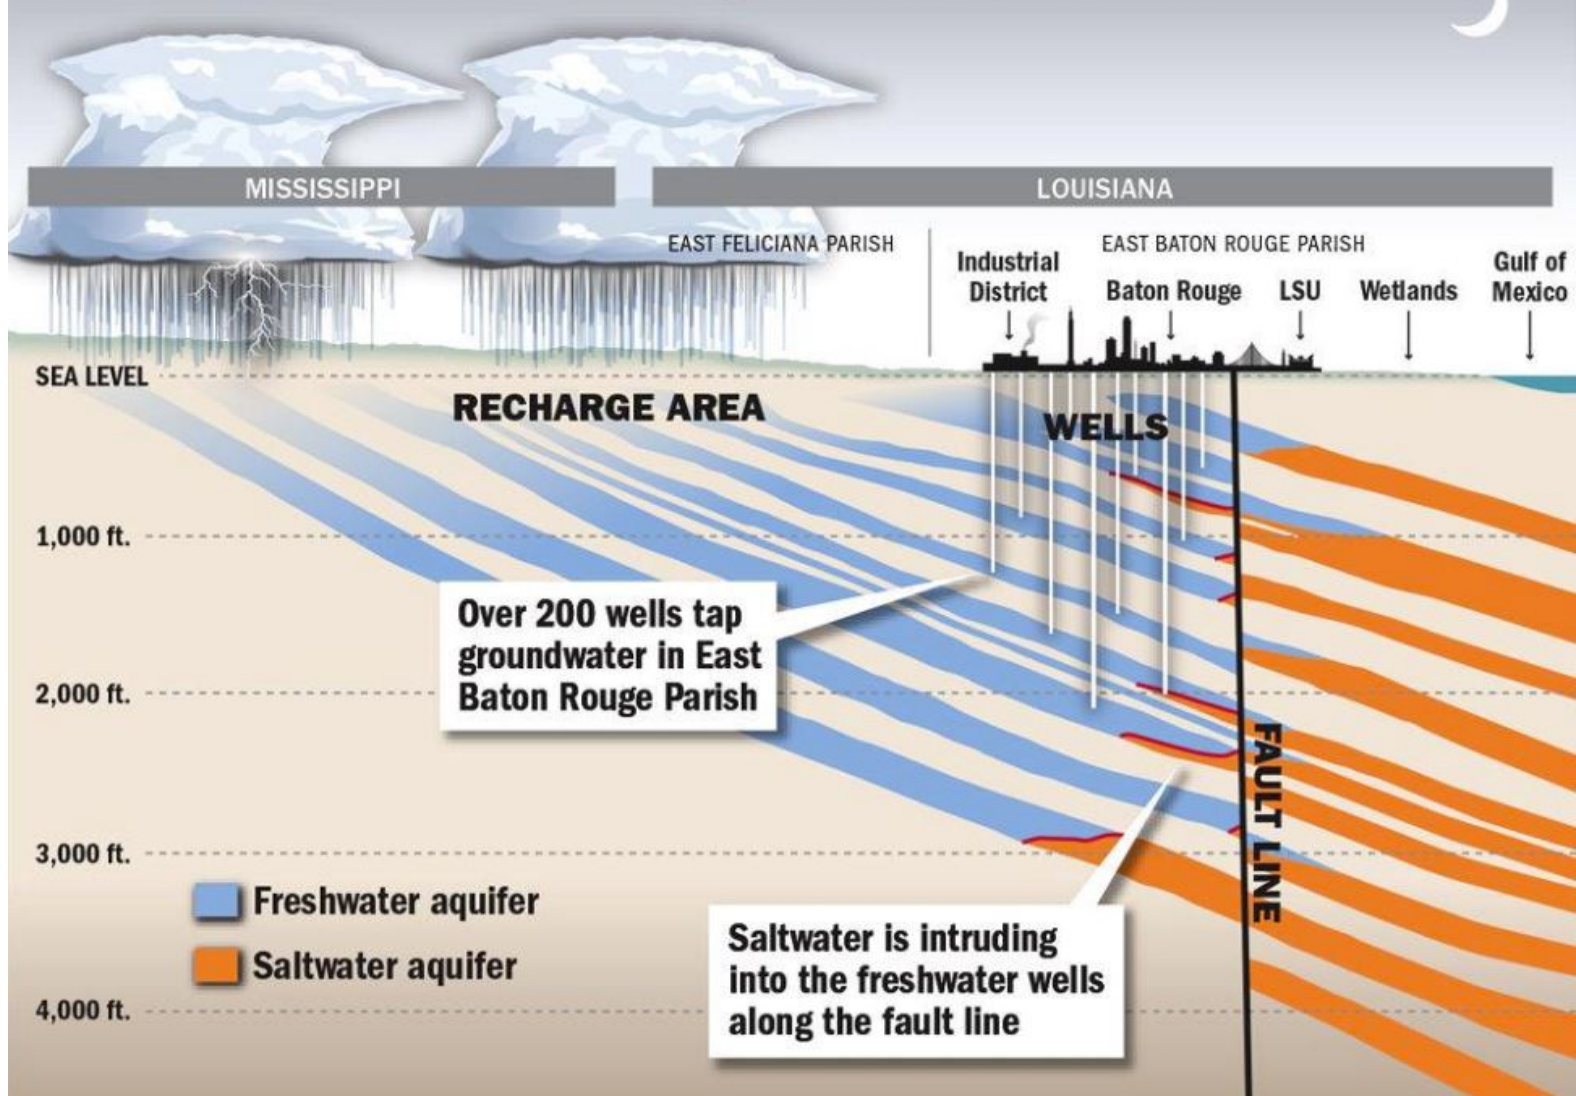 MISSISSIPPI
LOUISIANA
EAST FELICIANA PARISH
EAST BATON ROUGE PARISH
Industrial
District
Baton Rouge
LSU
Wetlands
Gulf of
Mexico
SEA LEVEL
RECHARGE AREA
WELLS
1,000 ft.
Over 200 wells tap
groundwater in East
Baton Rouge Parish
2,000 ft.
FAULT LINE
3,000 ft.
Freshwater aquifer
Saltwater aquifer
Saltwater is intruding
into the freshwater wells
along the fault line
4,000 ft.